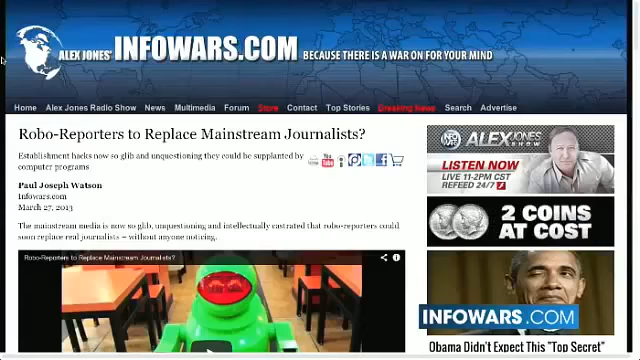 ALEX JONES' INFOWARS.COM BECAUSE THERE IS A WAR ON FOR YOUR MIND
Home Alex Jones Radio Show News Multimedia Forum Store Contact Top Stories Breaking News Search Advertise
Robo-Reporters to Replace Mainstream Journalists?
Establishment hacks now so glib and unquestioning they could be supplanted by
computer programs
Paul Joseph Watson
Infowars.com
March 27, 2013
The mainstream media is now so glib, unquestioning and intellectually castrated that robo-reporters could
soon replace real journalists – without anyone noticing.
Robo-Reporters to Replace Mainstream Journalists?
ALEX JONES
SHOW
LISTEN NOW
LIVE 11-2PM CST
REFEED 24/7
2 COINS
AT COST
INFOWARS.COM
Obama Didn't Expect This "Top Secret"